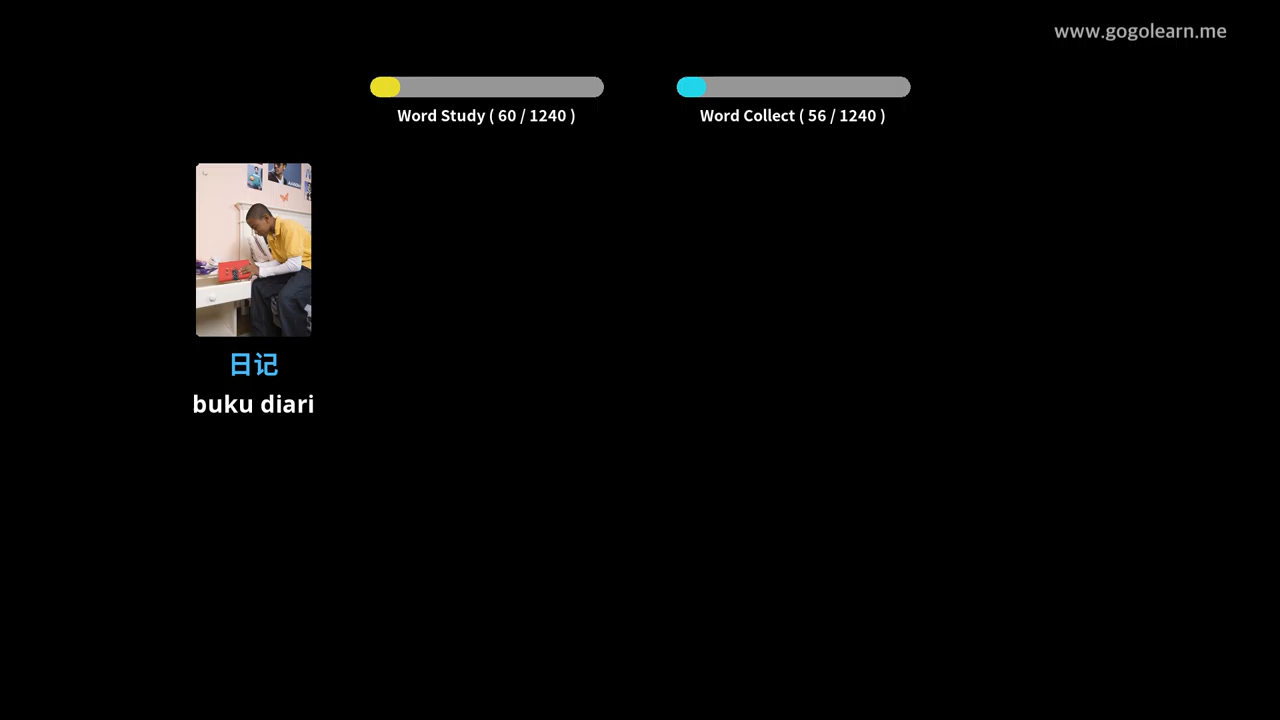 www.gogolearn.me
Word Study ( 60 / 1240 )
Word Collect ( 56 / 1240 )
日记
buku diari